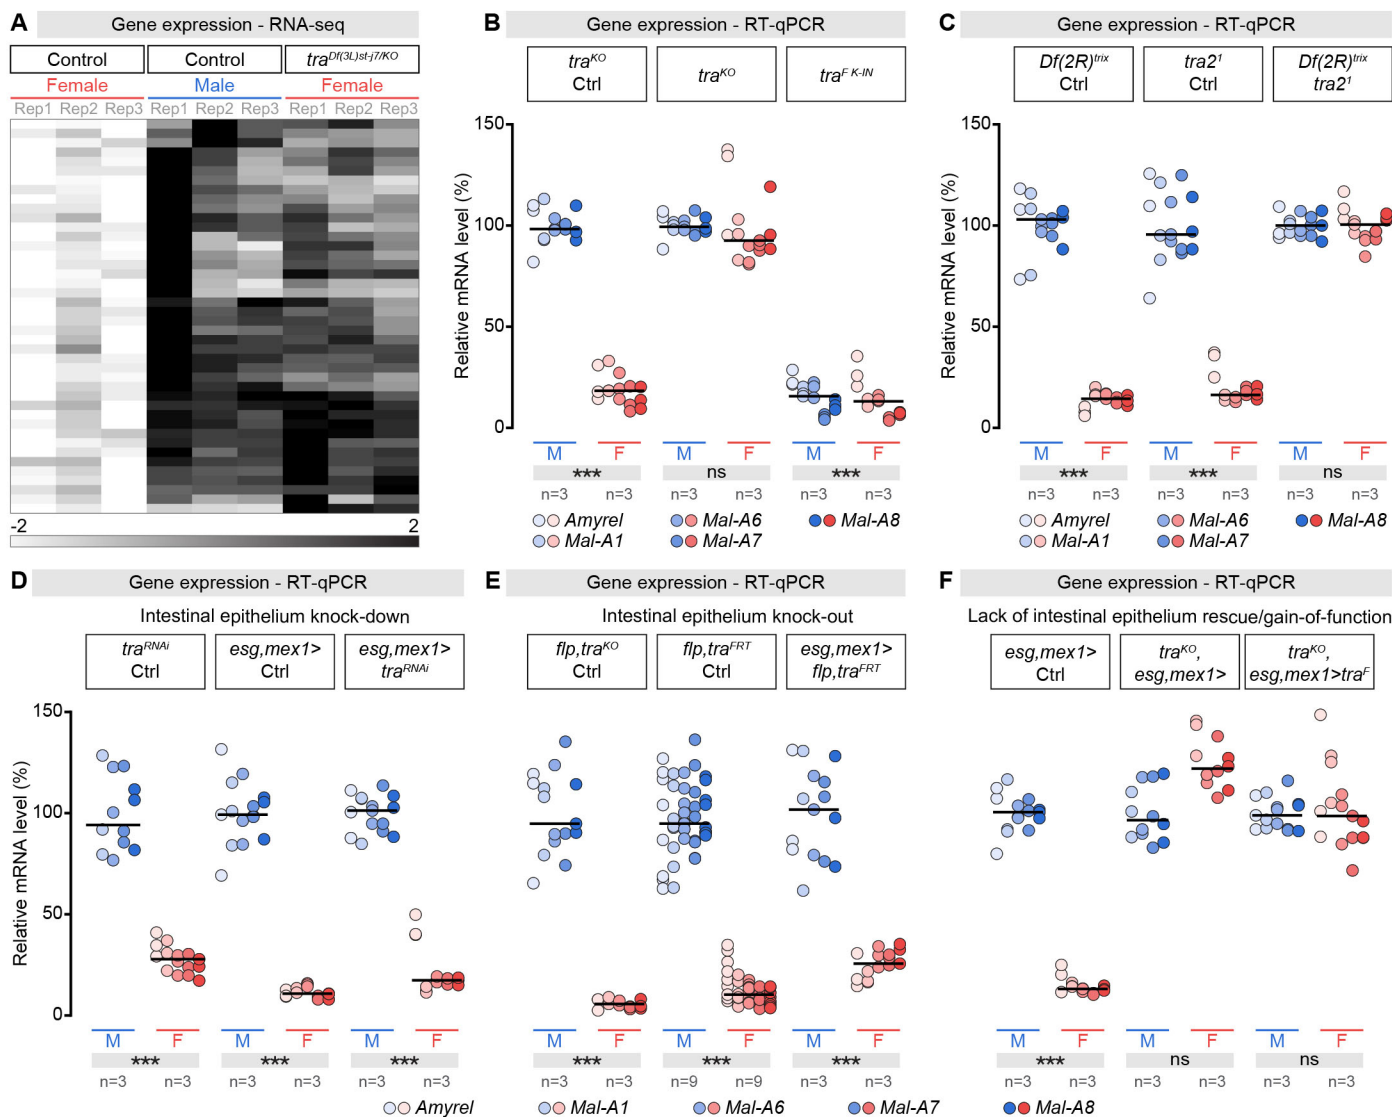 A Gene expression - RNA-seq
Control Control tra^Df(3L)st-j7/KO
Female Male Female
Rep1 Rep2 Rep3 Rep1 Rep2 Rep3 Rep1 Rep2 Rep3
-2 2
B Gene expression - RT-qPCR
tra^KO Ctrl
tra^KO
tra^F K-IN
Relative mRNA level (%)
150
100
50
0
M F M F M F
*** ns ***
n=3 n=3 n=3 n=3 n=3 n=3
Amyrel Mal-A6 Mal-A8
Mal-A1 Mal-A7
C Gene expression - RT-qPCR
Df(2R)^trix Ctrl
tra2^1 Ctrl
Df(2R)^trix tra2^1
Relative mRNA level (%)
150
100
50
0
M F M F M F
*** *** ns
n=3 n=3 n=3 n=3 n=3 n=3
Amyrel Mal-A6 Mal-A8
Mal-A1 Mal-A7
D Gene expression - RT-qPCR
Intestinal epithelium knock-down
tra^RNAi Ctrl
esg,mex1> Ctrl
esg,mex1> tra^RNAi
Relative mRNA level (%)
150
100
50
0
M F M F M F
*** *** ***
n=3 n=3 n=3 n=3 n=3 n=3
E Gene expression - RT-qPCR
Intestinal epithelium knock-out
flp,tra^KO Ctrl
flp,tra^FRT Ctrl
esg,mex1> flp,tra^FRT
M F M F M F
*** *** ***
n=3 n=3 n=9 n=9 n=3 n=3
F Gene expression - RT-qPCR
Lack of intestinal epithelium rescue/gain-of-function
esg,mex1> Ctrl
tra^KO, esg,mex1>
tra^KO, esg,mex1>tra^F
M F M F M F
*** ns ns
n=3 n=3 n=3 n=3 n=3 n=3
Amyrel Mal-A1 Mal-A6 Mal-A7 Mal-A8